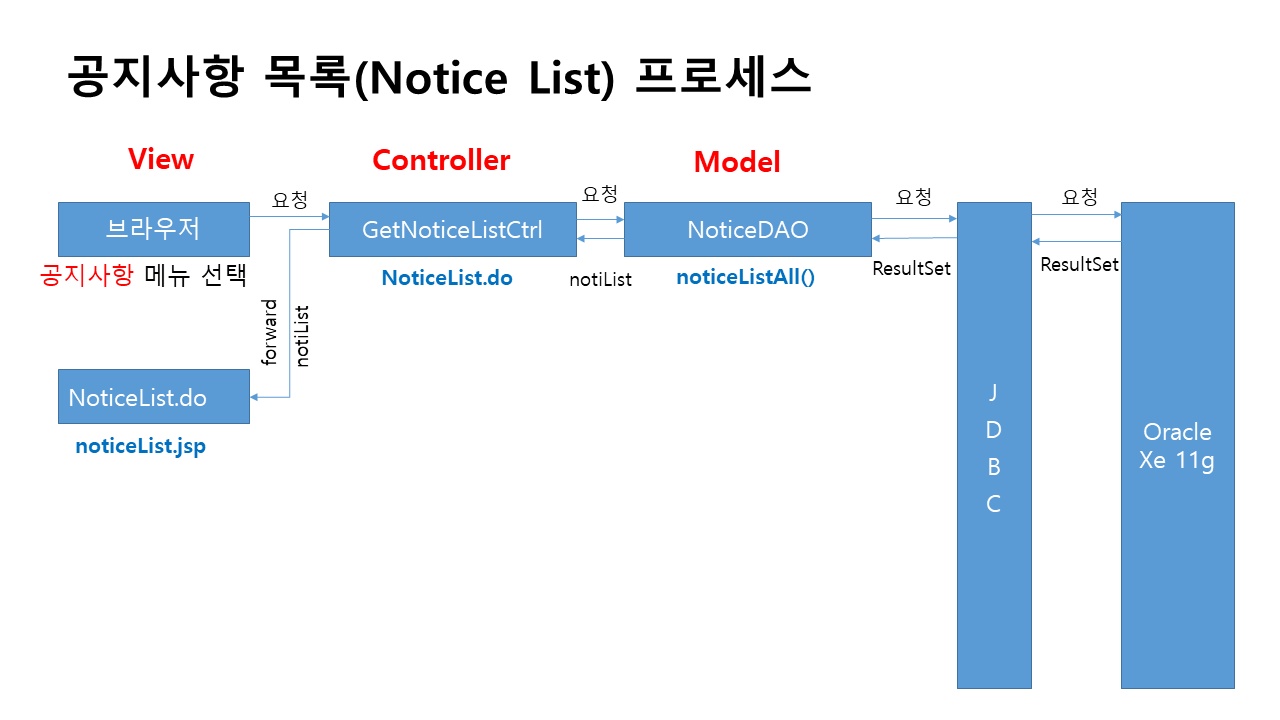 공지사항 목록(Notice List) 프로세스
View
Controller
Model
요청
요청
요청
요청
브라우저
GetNoticeListCtrl
NoticeDAO
공지사항 메뉴 선택
NoticeList.do
notiList
noticeListAll()
ResultSet
ResultSet
forward
notiList
NoticeList.do
noticeList.jsp
J
D
B
C
Oracle
Xe 11g